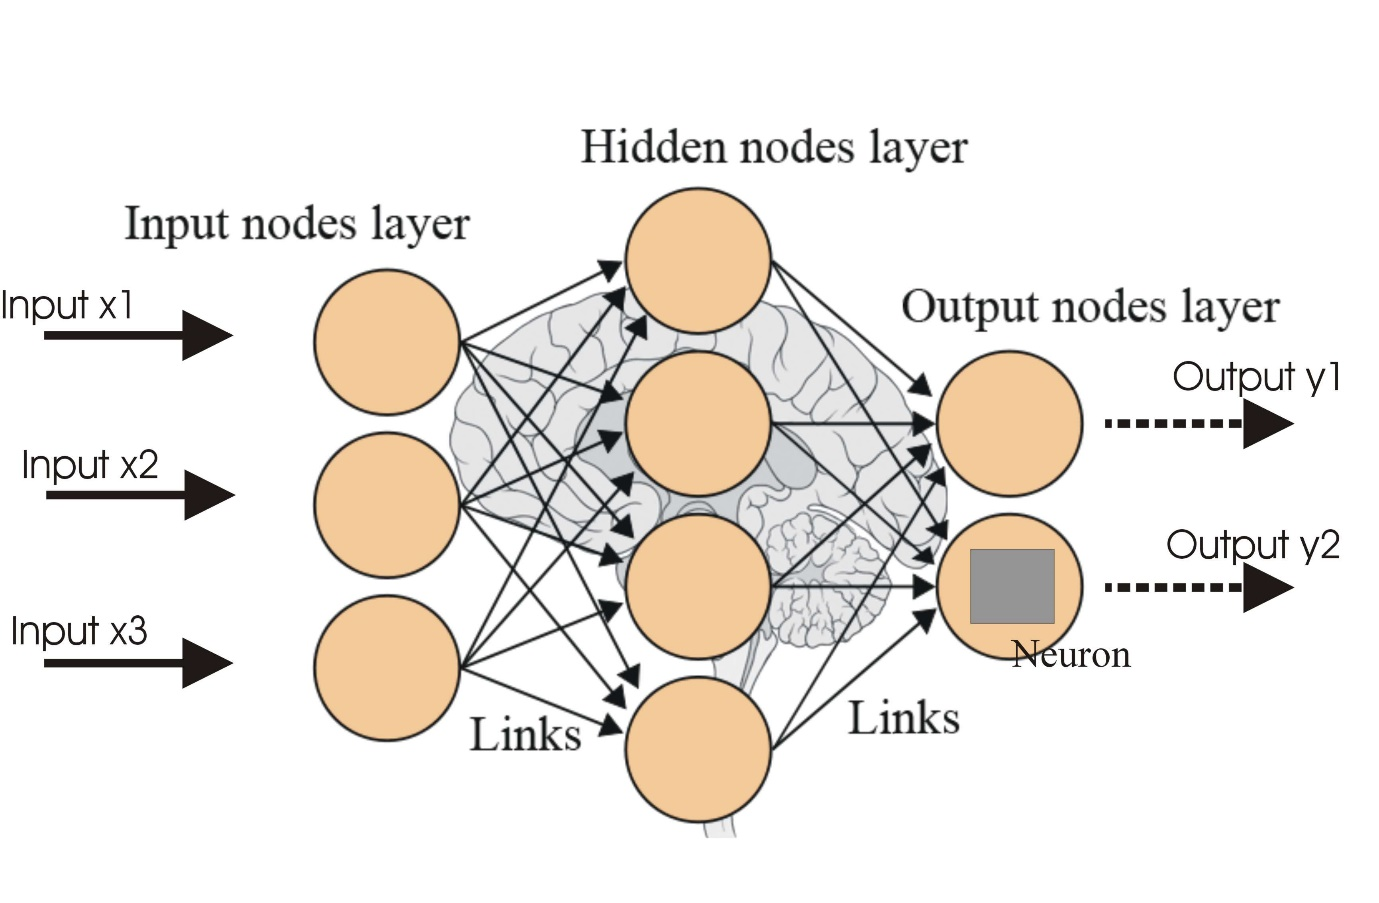 Hidden nodes layer
Input nodes layer
Input x1
Output nodes layer
Output y1
Input x2
Output y2
Input x3
Neuron
Links
Links